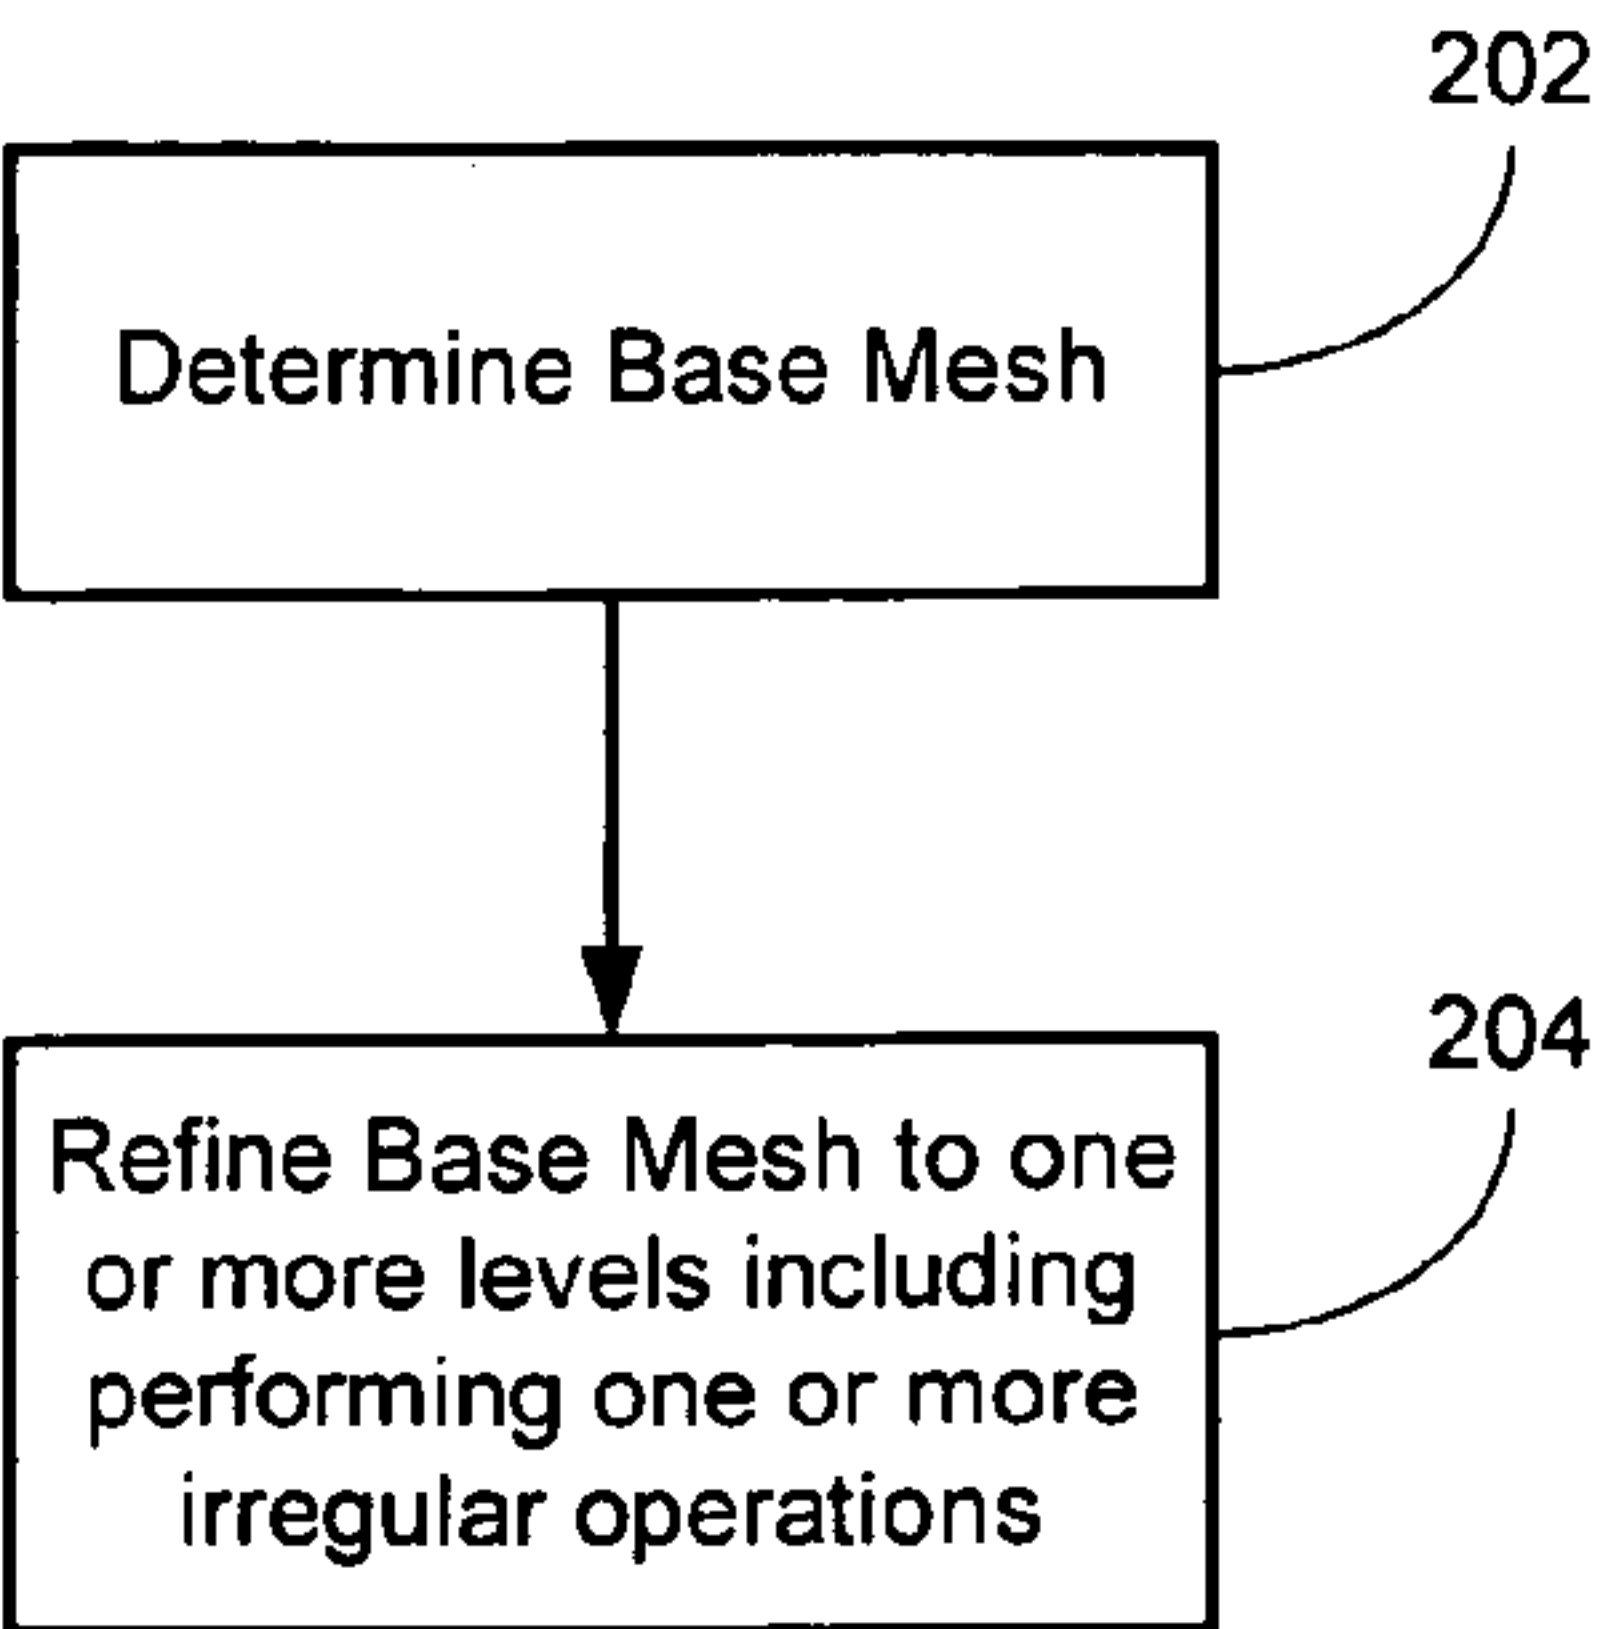 202
Determine Base Mesh
204
Refine Base Mesh to one
or more levels including
performing one or more
irregular operations